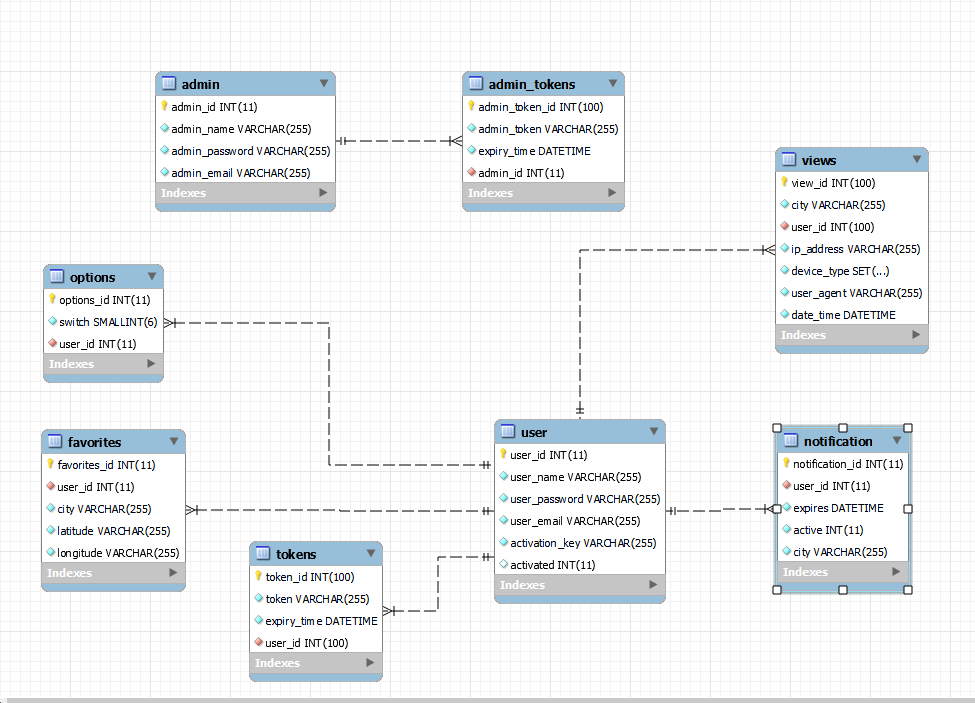 admin
admin_id INT(11)
admin_name VARCHAR(255)
admin_password VARCHAR(255)
admin_email VARCHAR(255)
Indexes
admin_tokens
admin_token_id INT(100)
admin_token VARCHAR(255)
expiry_time DATETIME
admin_id INT(11)
Indexes
views
view_id INT(100)
city VARCHAR(255)
user_id INT(100)
ip_address VARCHAR(255)
device_type SET(...)
user_agent VARCHAR(255)
date_time DATETIME
Indexes
options
options_id INT(11)
switch SMALLINT(6)
user_id INT(11)
Indexes
favorites
favorites_id INT(11)
user_id INT(11)
city VARCHAR(255)
latitude VARCHAR(255)
longitude VARCHAR(255)
Indexes
user
user_id INT(11)
user_name VARCHAR(255)
user_password VARCHAR(255)
user_email VARCHAR(255)
activation_key VARCHAR(255)
activated INT(11)
Indexes
notification
notification_id INT(11)
user_id INT(11)
expires DATETIME
active INT(11)
city VARCHAR(255)
Indexes
tokens
token_id INT(100)
token VARCHAR(255)
expiry_time DATETIME
user_id INT(100)
Indexes